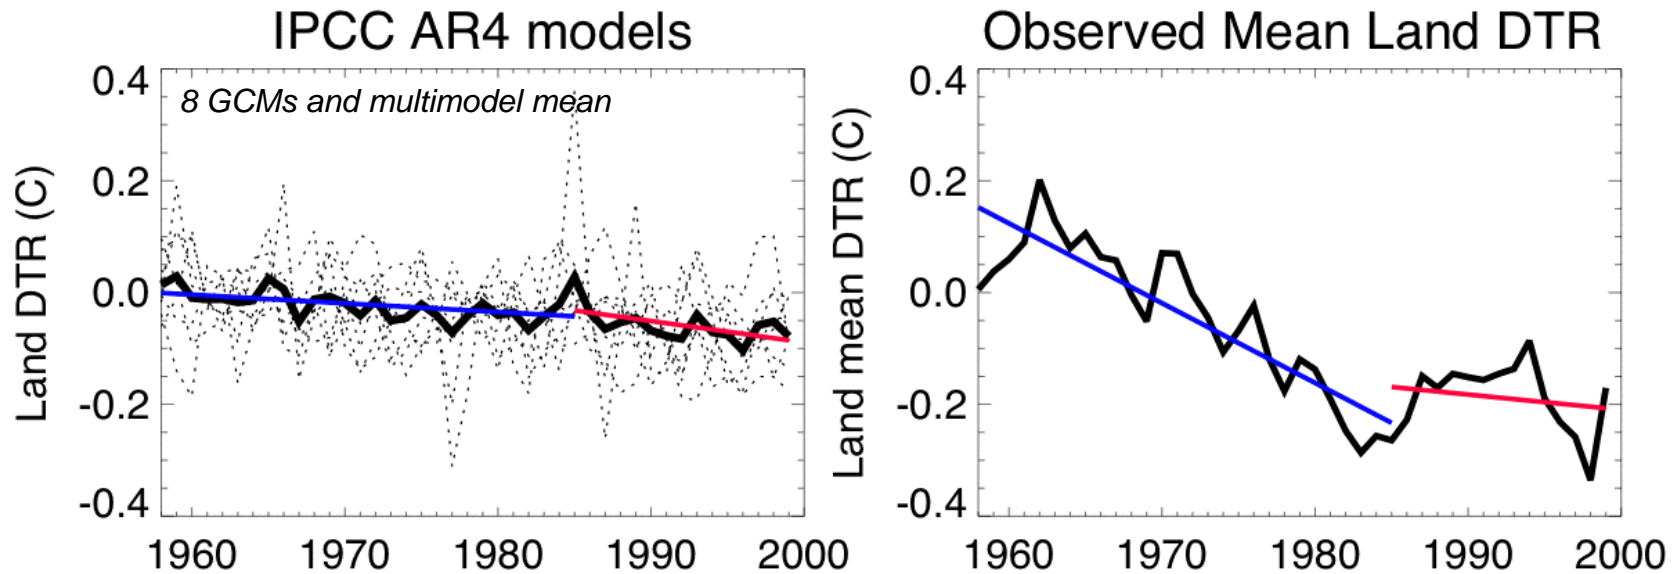 IPCC AR4 models
8 GCMs and multimodel mean
Land DTR (C)
0.4
0.2
0.0
-0.2
-0.4
1960 1970 1980 1990 2000
Observed Mean Land DTR
Land mean DTR (C)
0.4
0.2
0.0
-0.2
-0.4
1960 1970 1980 1990 2000